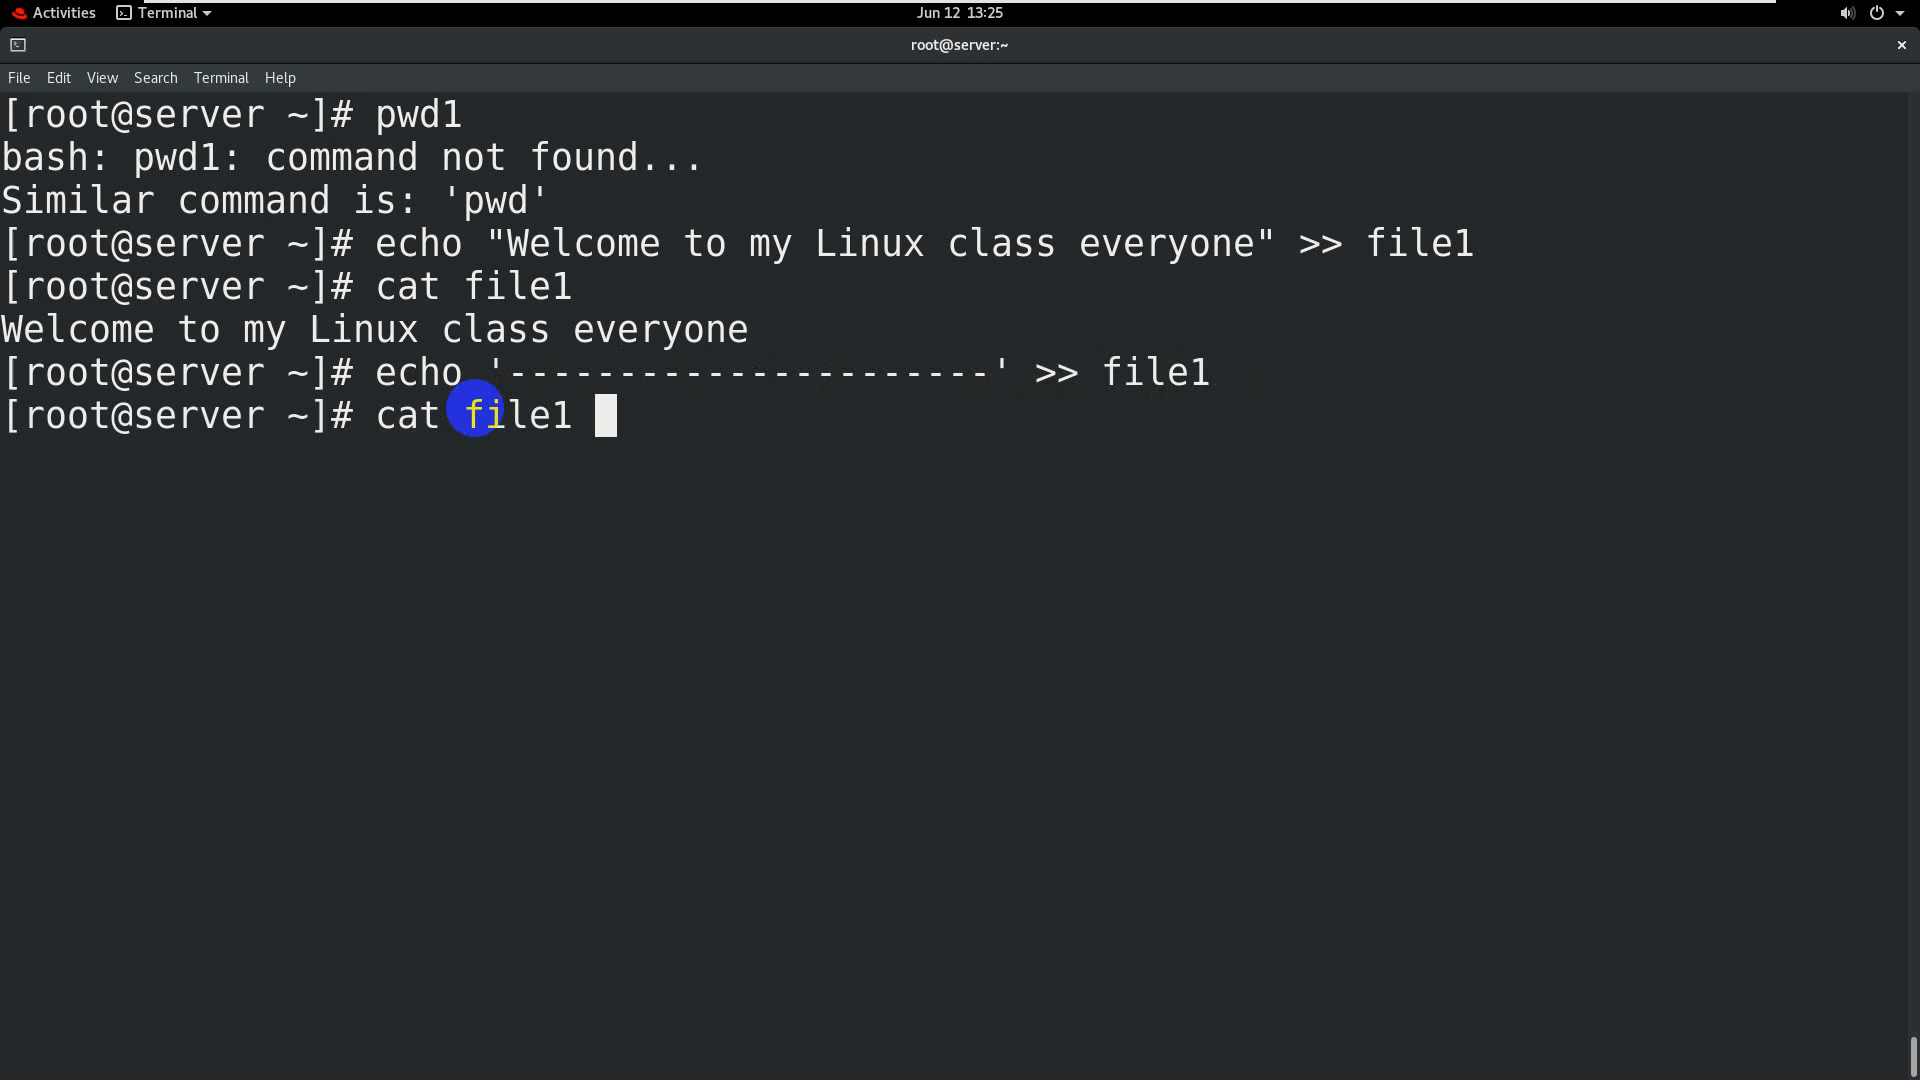 Activities Terminal Jun 12 13:25
root@server:~
File Edit View Search Terminal Help
[root@server ~]# pwd1
bash: pwd1: command not found...
Similar command is: 'pwd'
[root@server ~]# echo "Welcome to my Linux class everyone" >> file1
[root@server ~]# cat file1
Welcome to my Linux class everyone
[root@server ~]# echo '----------------------' >> file1
[root@server ~]# cat file1